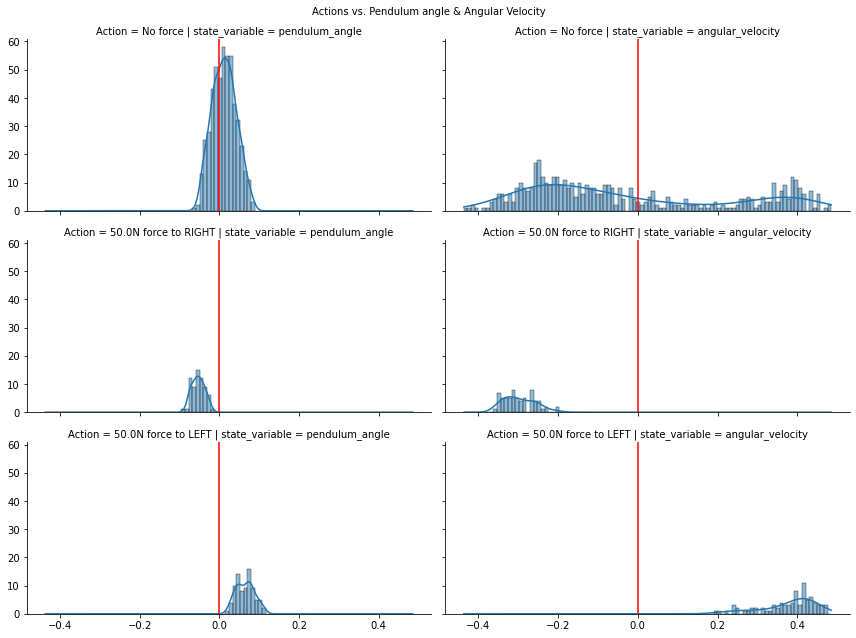 Actions vs. Pendulum angle & Angular Velocity
Action = No force | state_variable = pendulum_angle
Action = No force | state_variable = angular_velocity
60
50
40
30
20
10
0
Action = 50.0N force to RIGHT | state_variable = pendulum_angle
Action = 50.0N force to RIGHT | state_variable = angular_velocity
60
50
40
30
20
10
0
Action = 50.0N force to LEFT | state_variable = pendulum_angle
Action = 50.0N force to LEFT | state_variable = angular_velocity
60
50
40
30
20
10
0
−0.4 −0.2 0.0 0.2 0.4
−0.4 −0.2 0.0 0.2 0.4